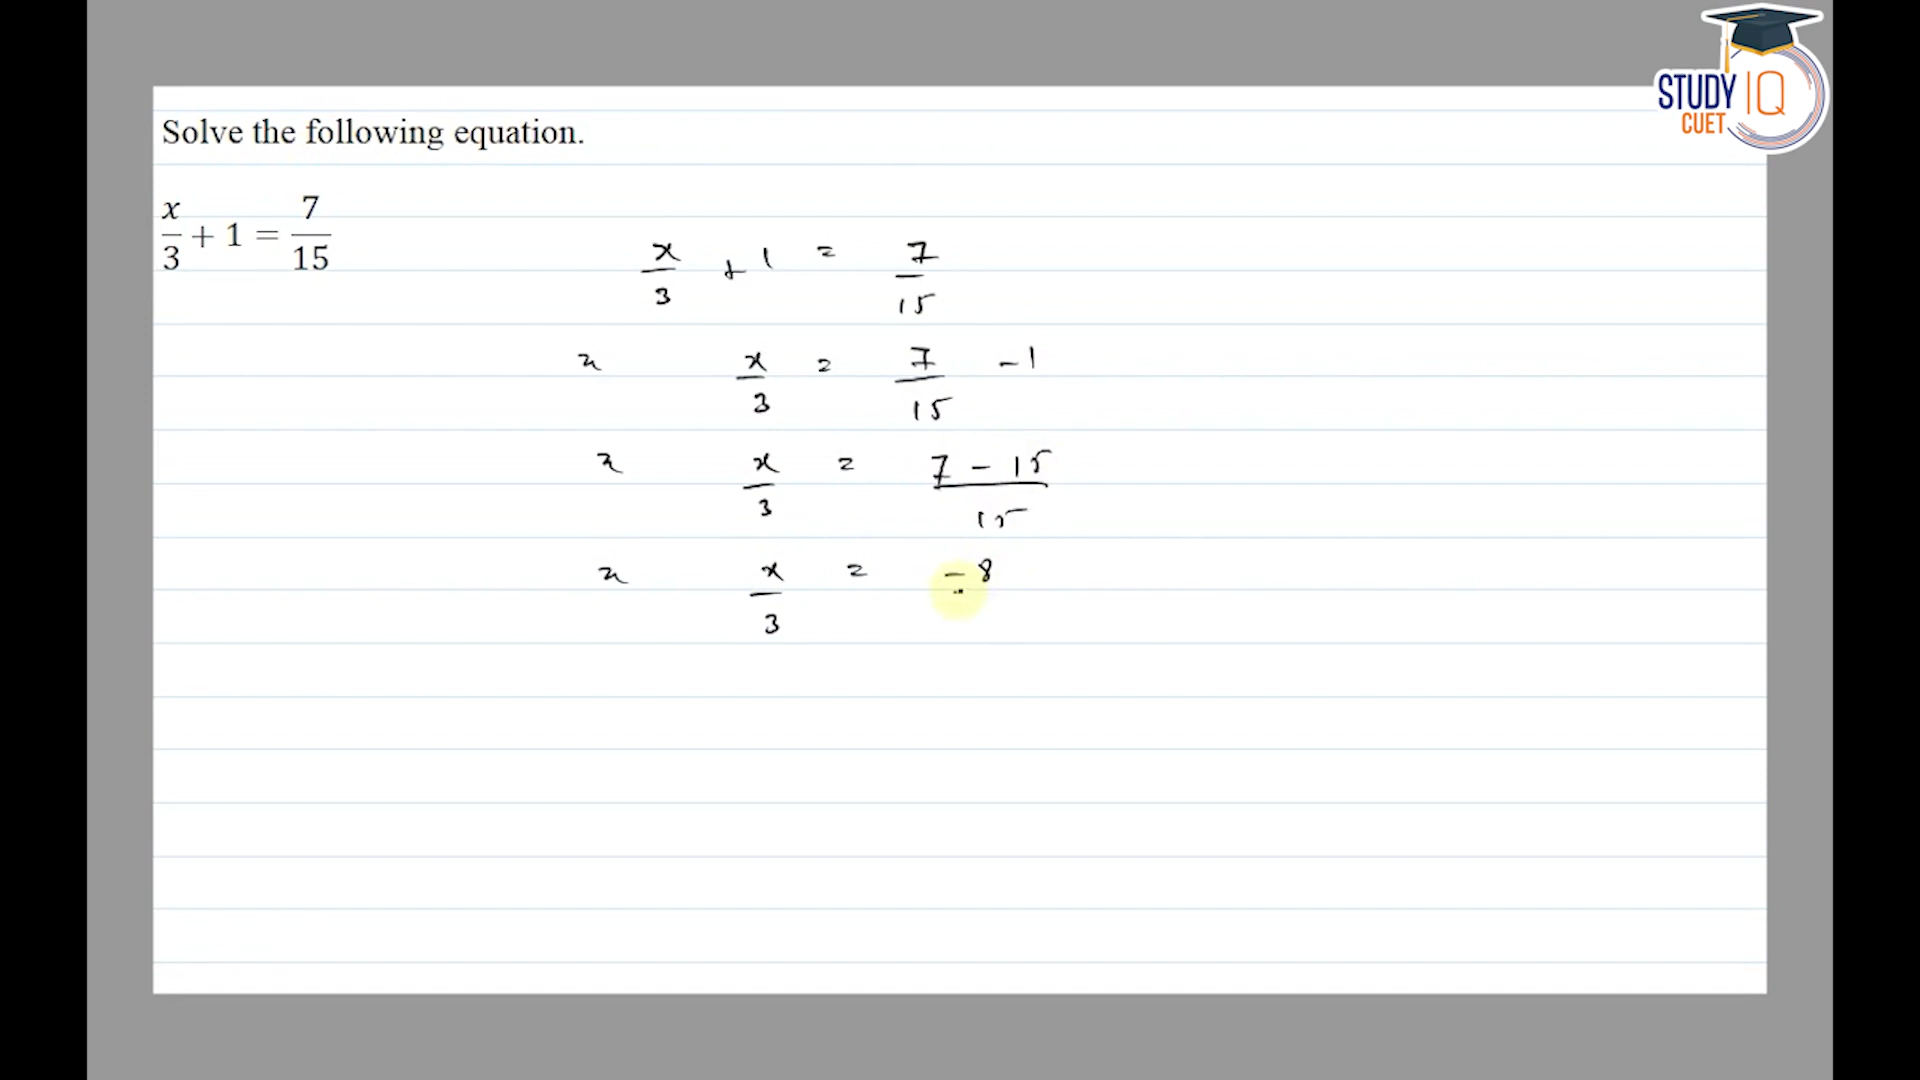 STUDY IQ
CUET
Solve the following equation.
x/3 + 1 = 7/15
x/3 + 1 = 7/15
x/3 = 7/15 - 1
x/3 = 7 - 15/15
x/3 = - 8